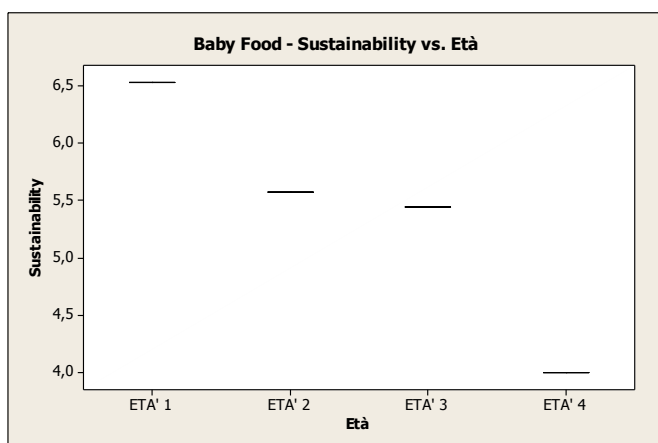 Baby Food - Sustainability vs. Età
Sustainability
6,5
6,0
5,5
5,0
4,5
4,0
ETA' 1 ETA' 2 ETA' 3 ETA' 4
Età